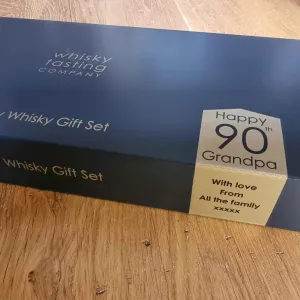 whisky
tasting
COMPANY
Whisky Gift Set
Whisky Gift Set
Happy
90th
Grandpa
With love
From
All the family
xxxxx